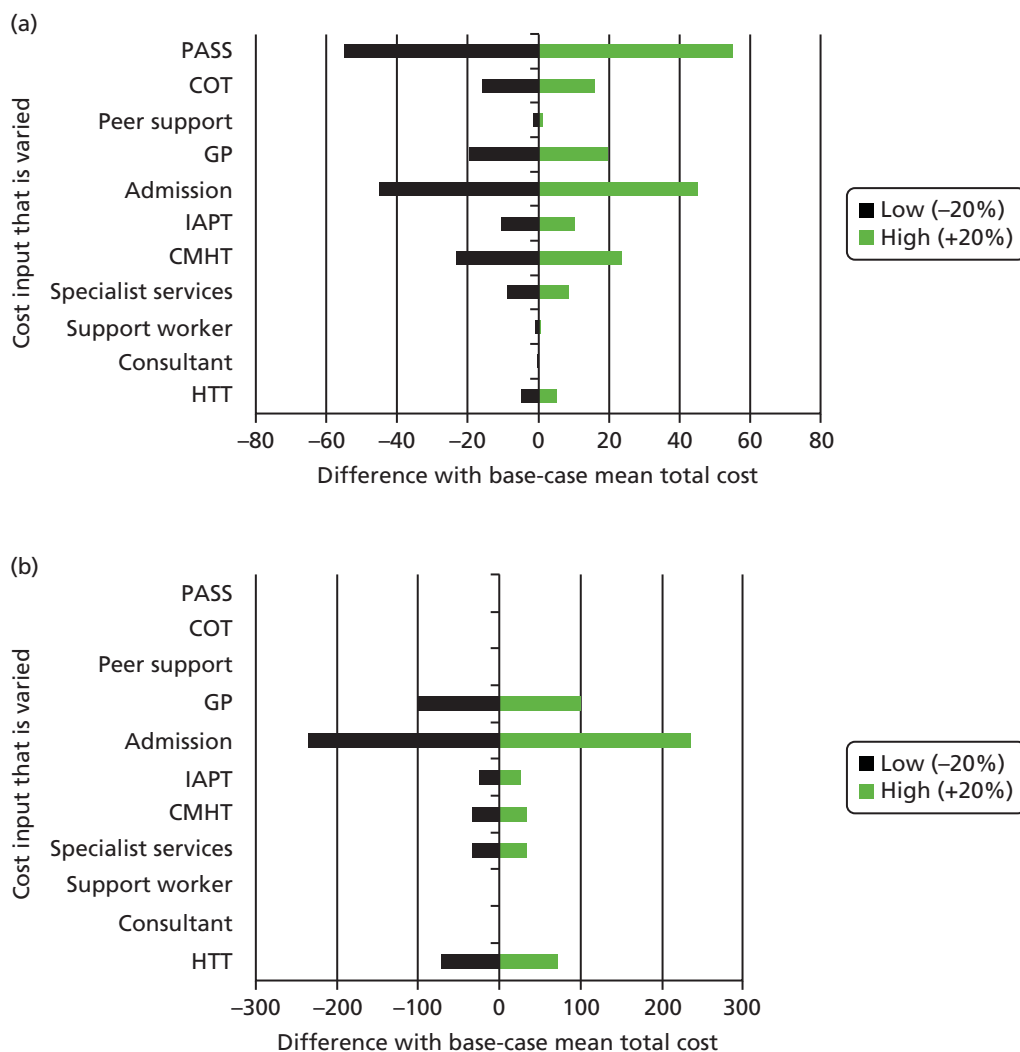 (a)
Cost input that is varied
PASS
COT
Peer support
GP
Admission
IAPT
CMHT
Specialist services
Support worker
Consultant
HTT
–80 –60 –40 –20 0 20 40 60 80
Difference with base-case mean total cost
Low (–20%)
High (+20%)
(b)
Cost input that is varied
PASS
COT
Peer support
GP
Admission
IAPT
CMHT
Specialist services
Support worker
Consultant
HTT
–300 –200 –100 0 100 200 300
Difference with base-case mean total cost
Low (–20%)
High (+20%)